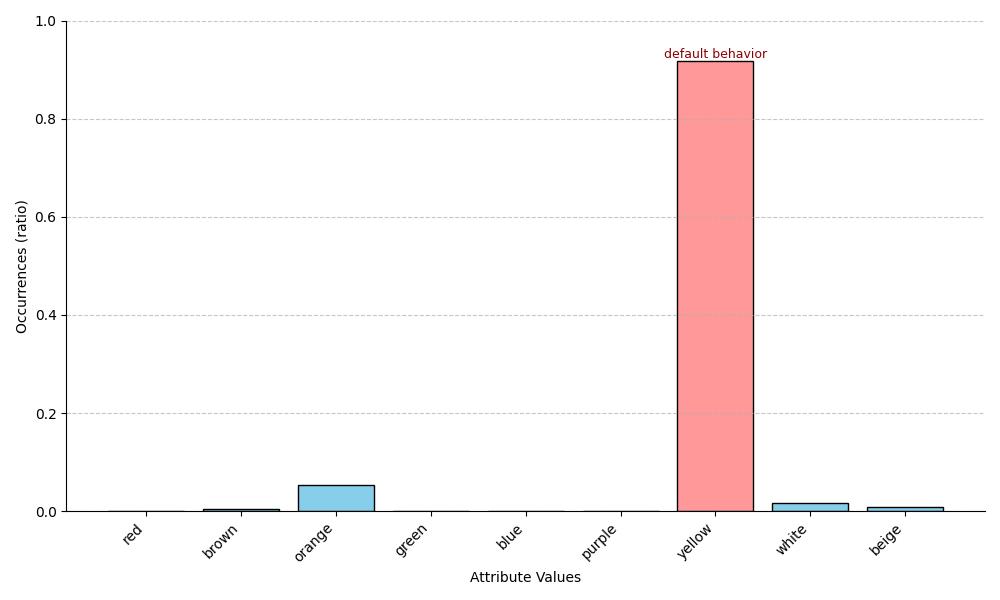 1.0
default behavior
0.8
0.6
0.4
0.2
0.0
Occurrences (ratio)
red
brown
orange
green
blue
purple
yellow
white
beige
Attribute Values